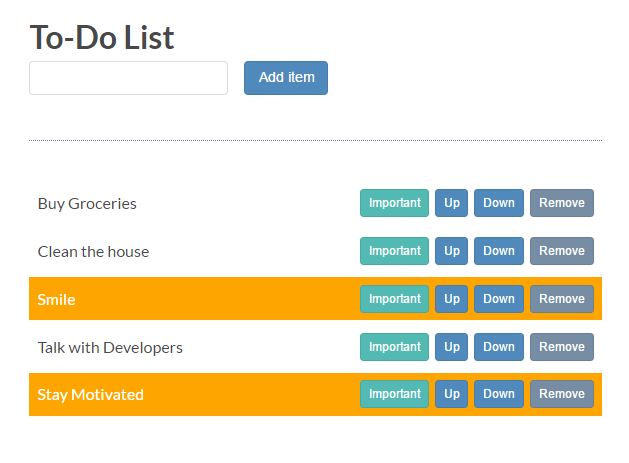 To-Do List
Add item
Buy Groceries Important Up Down Remove
Clean the house Important Up Down Remove
Smile Important Up Down Remove
Talk with Developers Important Up Down Remove
Stay Motivated Important Up Down Remove